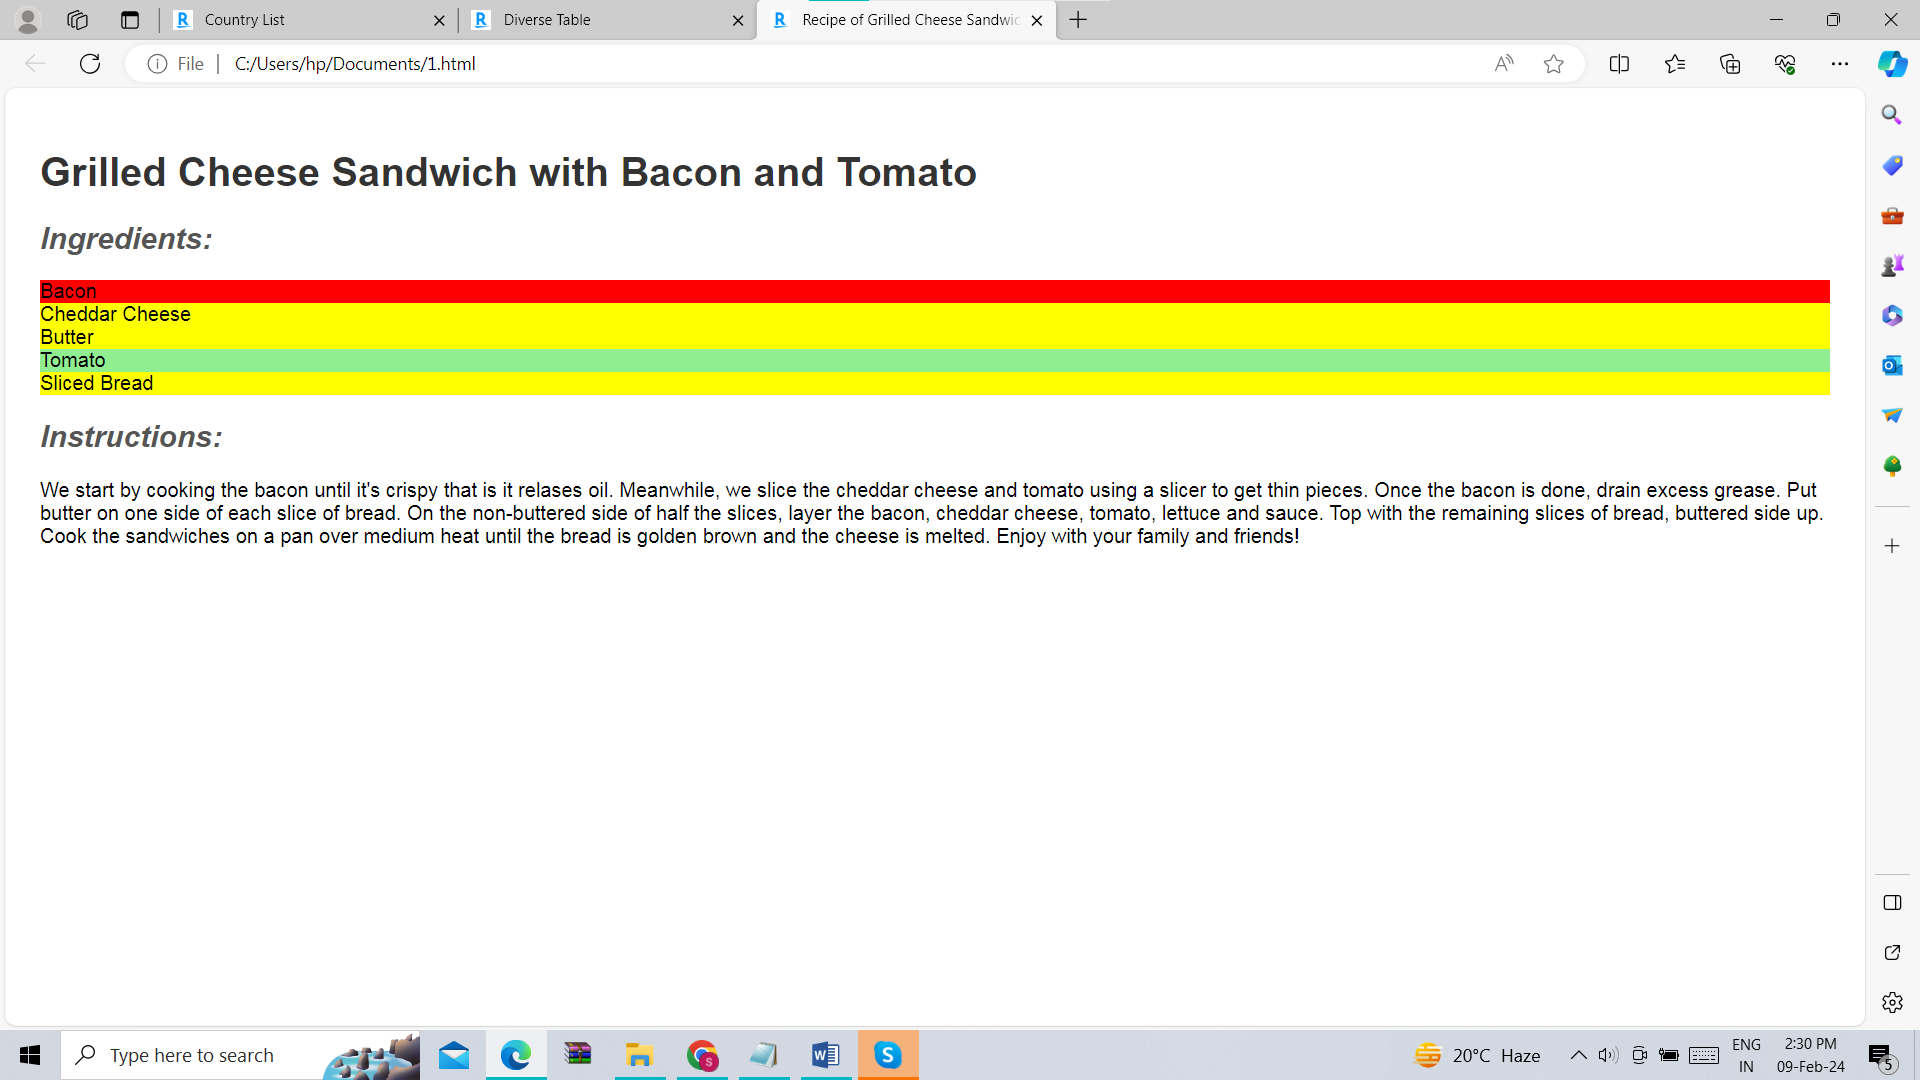 Country List
Diverse Table
Recipe of Grilled Cheese Sandwic
File
C:/Users/hp/Documents/1.html
Grilled Cheese Sandwich with Bacon and Tomato
Ingredients:
Bacon
Cheddar Cheese
Butter
Tomato
Sliced Bread
Instructions:
We start by cooking the bacon until it's crispy that is it relases oil. Meanwhile, we slice the cheddar cheese and tomato using a slicer to get thin pieces. Once the bacon is done, drain excess grease. Put
butter on one side of each slice of bread. On the non-buttered side of half the slices, layer the bacon, cheddar cheese, tomato, lettuce and sauce. Top with the remaining slices of bread, buttered side up.
Cook the sandwiches on a pan over medium heat until the bread is golden brown and the cheese is melted. Enjoy with your family and friends!
Type here to search
20°C Haze
ENG
IN
2:30 PM
09-Feb-24
5